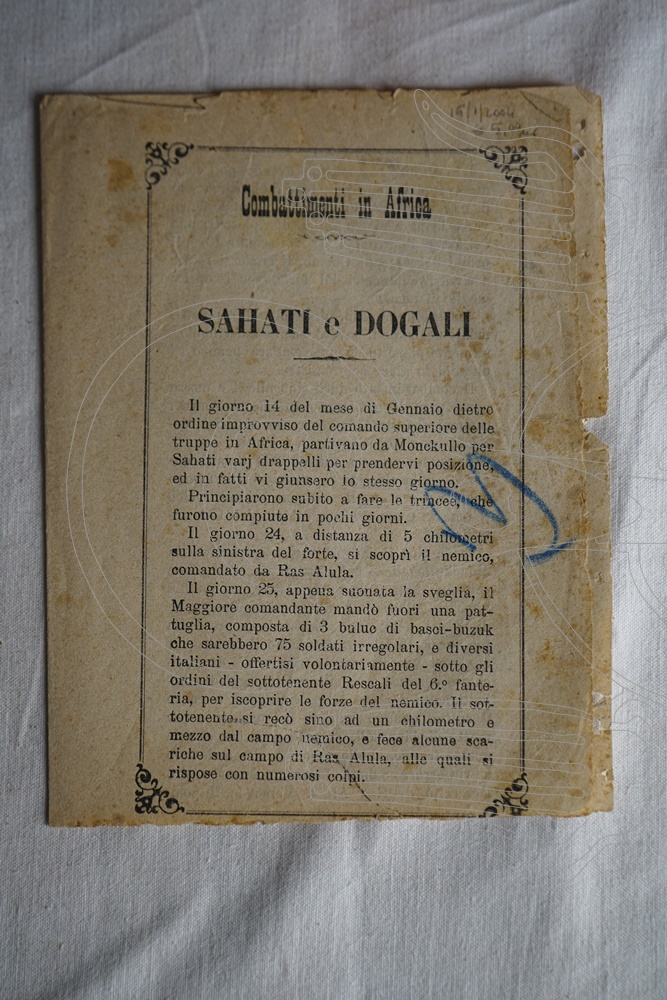 15/1/2004
Combattimenti in Africa
SAHATI e DOGALI
Il giorno 14 del mese di Gennaio dietro
ordine improvviso del comando superiore delle
truppe in Africa, partivano da Monckullo per
Sahati varj drappelli per prendervi posizione,
ed in fatti vi giunsero lo stesso giorno.
Principiarono subito a fare le trincee, che
furono compiute in pochi giorni.
Il giorno 24, a distanza di 5 chilometri
sulla sinistra del forte, si scoprì il nemico,
comandato da Ras Alula.
Il giorno 25, appena suonata la sveglia, il
Maggiore comandante mandò fuori una pat-
tuglia, composta di 3 buluc di basci-buzuk
che sarebbero 75 soldati irregolari, e diversi
italiani - offertisi volontariamente - sotto gli
ordini del sottotenente Rescali del 6.º fante-
ria, per iscoprire le forze del nemico. Il sot-
totenente si recò sino ad un chilometro e
mezzo dal campo nemico, e fece alcune sca-
riche sul campo di Ras Alula, alle quali si
rispose con numerosi colpi.